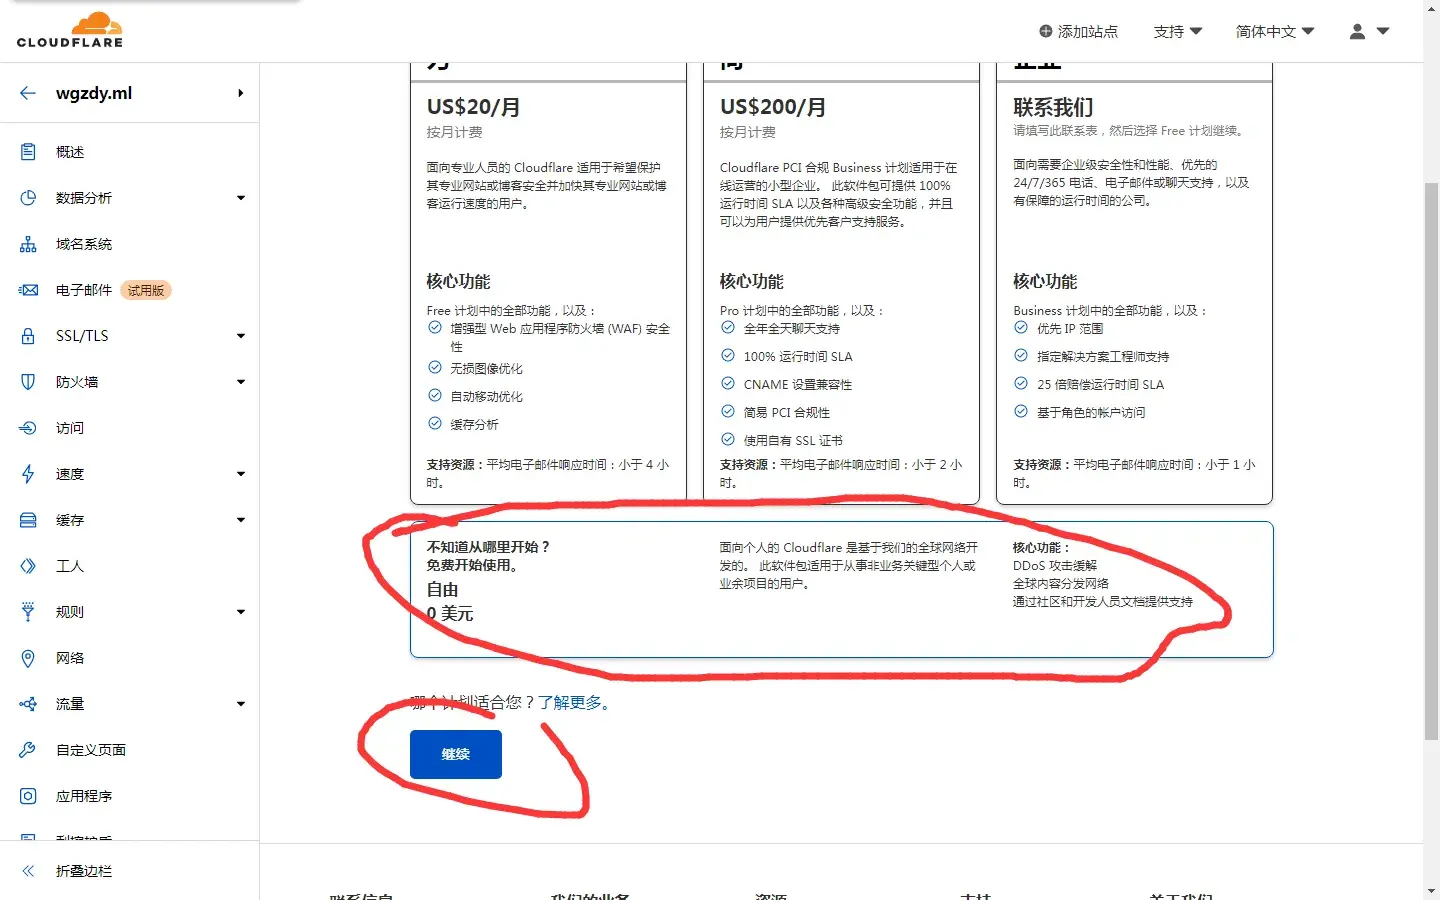 CLOUDFLARE
添加站点
支持
简体中文
wgzdy.ml
概述
数据分析
域名系统
电子邮件 试用版
SSL/TLS
防火墙
访问
速度
缓存
工人
规则
网络
流量
自定义页面
应用程序
折叠边栏
US$20/月
按月计费
面向专业人员的 Cloudflare 适用于希望保护
其专业网站或博客安全并加快其专业网站或博
客运行速度的用户。
核心功能
Free 计划中的全部功能，以及：
增强型 Web 应用程序防火墙 (WAF) 安全
性
无损图像优化
自动移动优化
缓存分析
支持资源：平均电子邮件响应时间：小于 4 小
时。
US$200/月
按月计费
Cloudflare PCI 合规 Business 计划适用于在
线运营的小型企业。 此软件包可提供 100%
运行时间 SLA 以及各种高级安全功能，并且
可以为用户提供优先客户支持服务。
核心功能
Pro 计划中的全部功能，以及：
全年全天聊天支持
100% 运行时间 SLA
CNAME 设置兼容性
简易 PCI 合规性
使用自有 SSL 证书
支持资源：平均电子邮件响应时间：小于 2 小
时。
企业
联系我们
请填写此联系表，然后选择 Free 计划继续。
面向需要企业级安全性和性能、优先的
24/7/365 电话、电子邮件或聊天支持，以及
有保障的运行时间的公司。
核心功能
Business 计划中的全部功能，以及：
优先 IP 范围
指定解决方案工程师支持
25 倍赔偿运行时间 SLA
基于角色的帐户访问
支持资源：平均电子邮件响应时间：小于 1 小
时。
不知道从哪里开始？
免费开始使用。
自由
0 美元
面向个人的 Cloudflare 是基于我们的全球网络开
发的。 此软件包适用于从事非业务关键型个人或
业余项目的用户。
核心功能：
DDoS 攻击缓解
全球内容分发网络
通过社区和开发人员文档提供支持
哪个计划适合您？了解更多。
继续
联系信息
我们的业务
资源
支持
关于我们